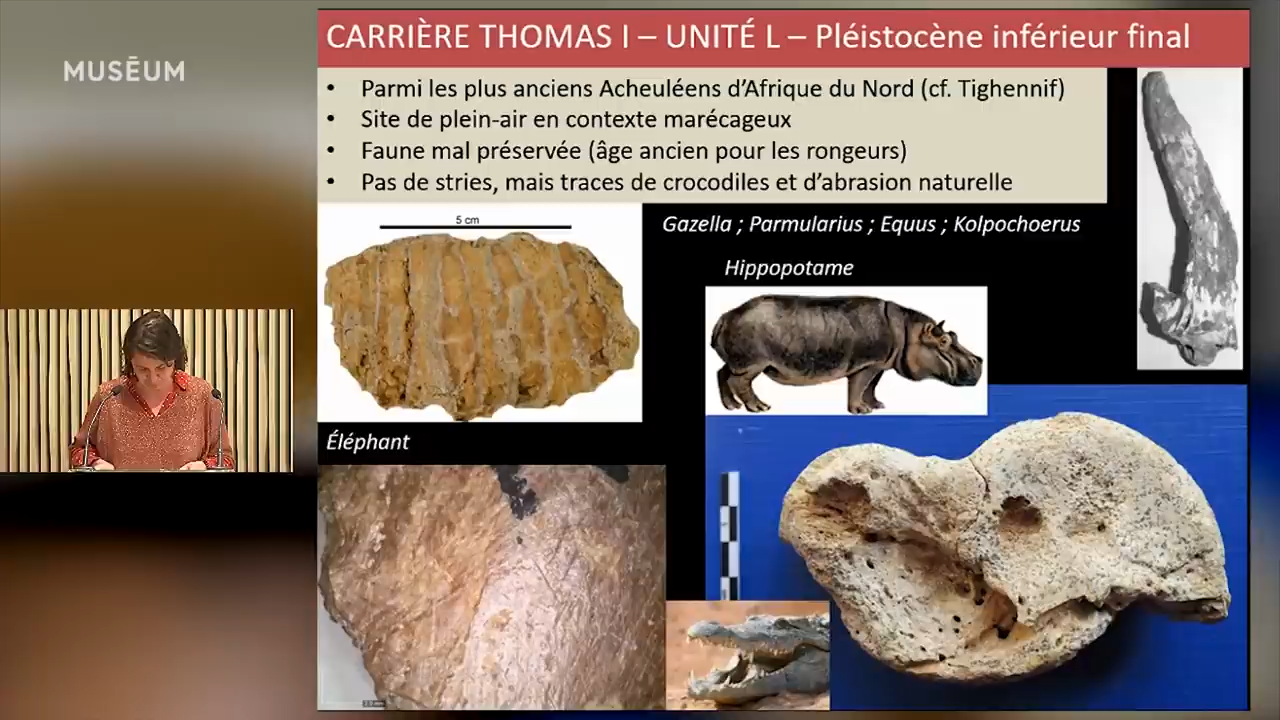 MUSĒUM
CARRIÈRE THOMAS I – UNITÉ L – Pléistocène inférieur final
• Parmi les plus anciens Acheuléens d’Afrique du Nord (cf. Tighennif)
• Site de plein-air en contexte marécageux
• Faune mal préservée (âge ancien pour les rongeurs)
• Pas de stries, mais traces de crocodiles et d’abrasion naturelle
5 cm
Gazella ; Parmularius ; Equus ; Kolpochoerus
Hippopotame
Éléphant